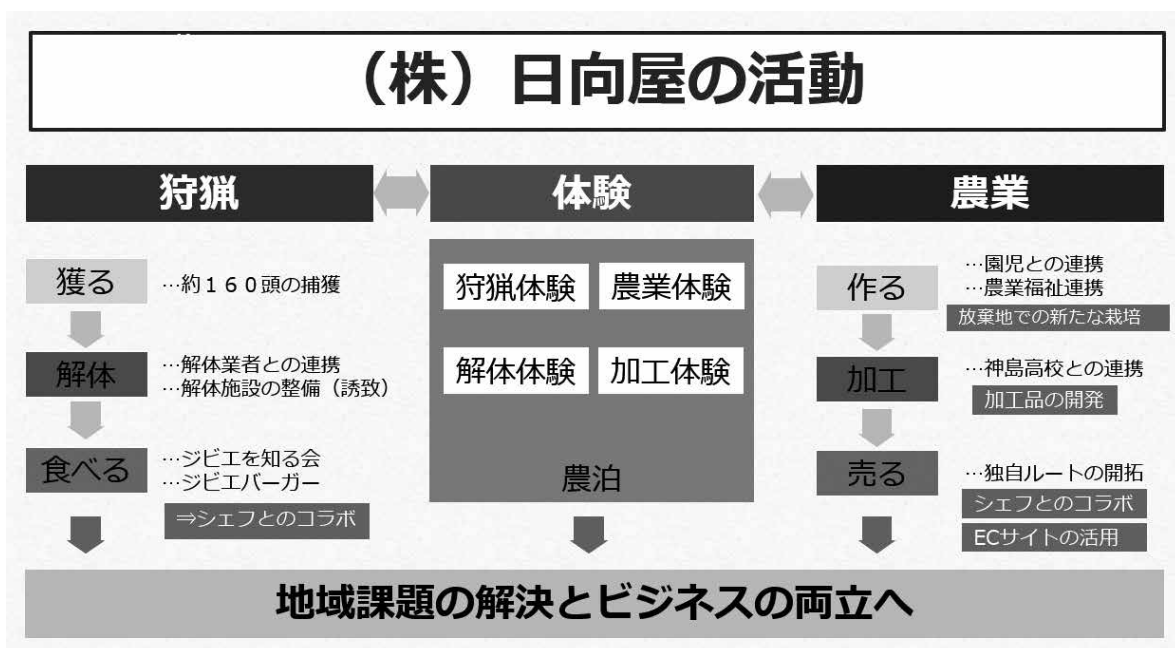 （株）日向屋の活動
狩猟
獲る
…約１６０頭の捕獲
解体
…解体業者との連携
…解体施設の整備（誘致）
食べる
…ジビエを知る会
…ジビエバーガー
⇒シェフとのコラボ
体験
狩猟体験
農業体験
解体体験
加工体験
農泊
農業
作る
…園児との連携
…農業福祉連携
放棄地での新たな栽培
加工
…神島高校との連携
加工品の開発
売る
…独自ルートの開拓
シェフとのコラボ
ECサイトの活用
地域課題の解決とビジネスの両立へ